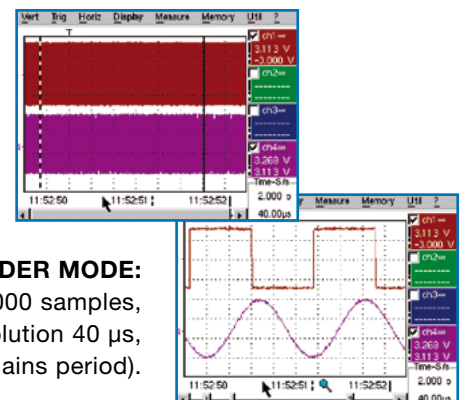 Vert Trig Horiz Display Measure Memory Util ?
T
ch1
3.113 V
-3.000 V
ch2
--------
--------
ch3
--------
--------
ch4
3.269 V
3.113 V
Time-S/s
2.000 s
40.00µs
11:52:50 11:52:51 11:52:52
Measure Memory Util ?
ch1
3.113 V
-3.000 V
ch2
--------
--------
ch3
--------
--------
ch4
3.269 V
3.113 V
Time-S/s
2.000 s
40.00µs
11:52:50 11:52:51 11:52:52
DER MODE:
000 samples,
olution 40 µs,
ains period).